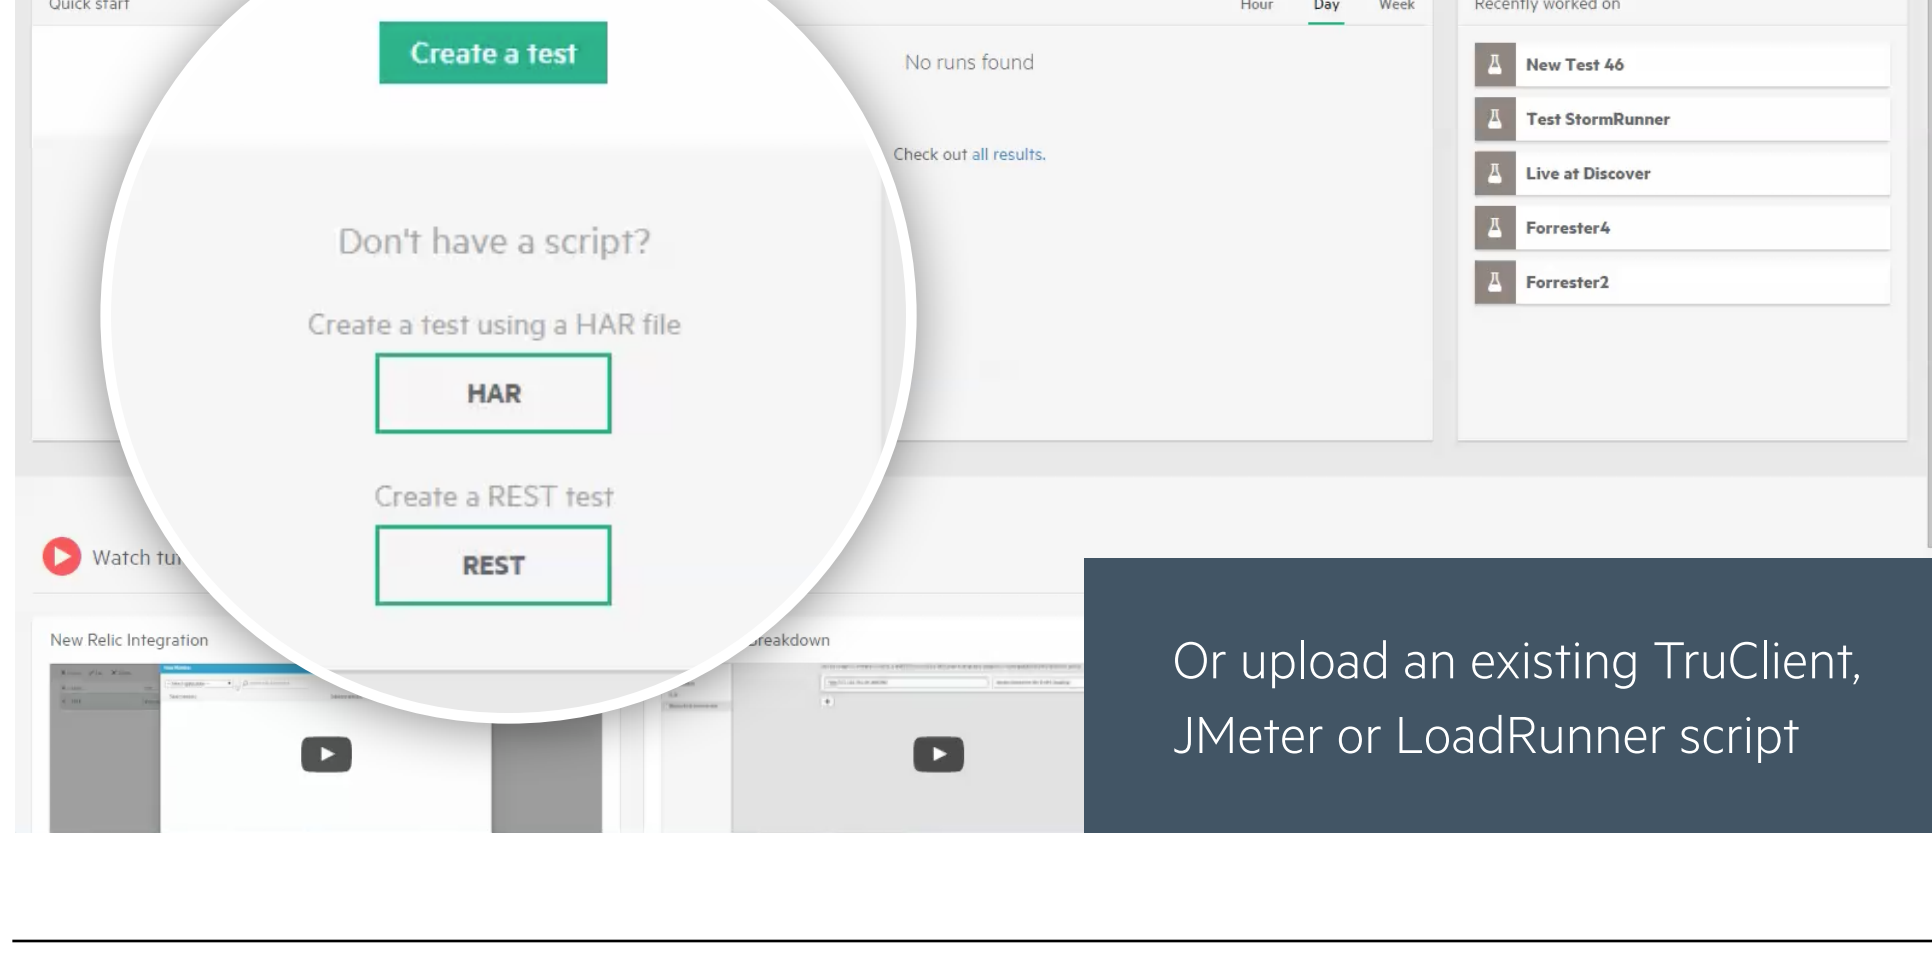 Quick start
Hour Day Week
Recently worked on
Create a test
No runs found
Check out all results.
New Test 46
Test StormRunner
Live at Discover
Forrester4
Forrester2
Don't have a script?
Create a test using a HAR file
HAR
Create a REST test
REST
Watch
New Relic Integration
Or upload an existing TruClient,
JMeter or LoadRunner script